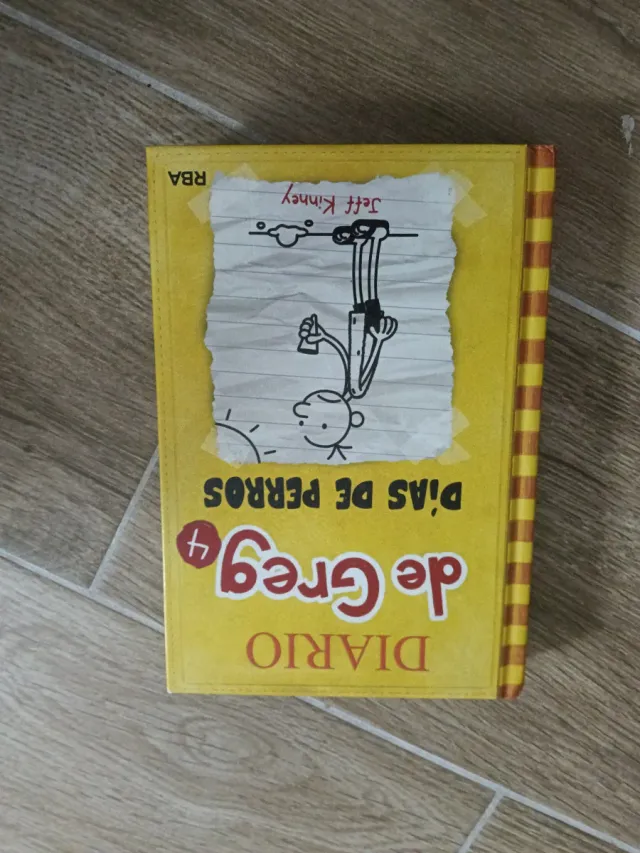 DIARIO
de Greg 4
DÍAS DE PERROS
Jeff Kinney
RBA